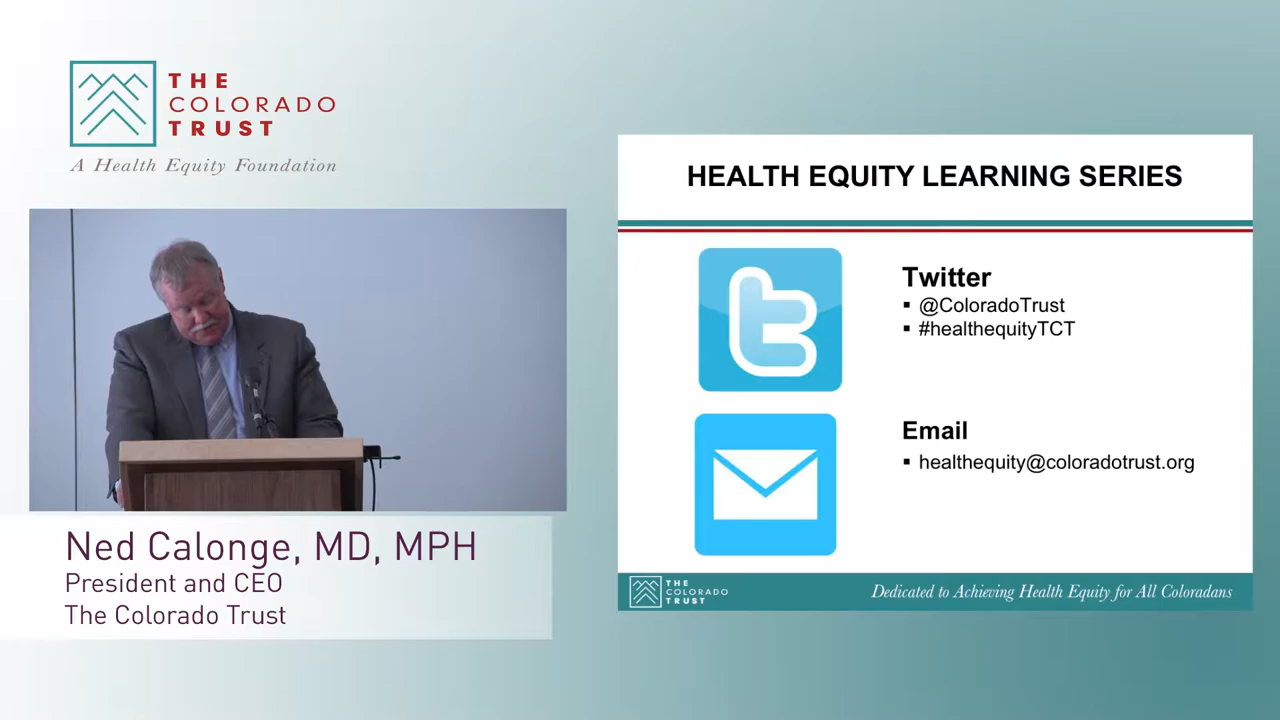 THE
COLORADO
TRUST
A Health Equity Foundation
Ned Calonge, MD, MPH
President and CEO
The Colorado Trust
HEALTH EQUITY LEARNING SERIES
Twitter
▪ @ColoradoTrust
▪ #healthequityTCT
Email
▪ healthequity@coloradotrust.org
THE
COLORADO
TRUST
Dedicated to Achieving Health Equity for All Coloradans